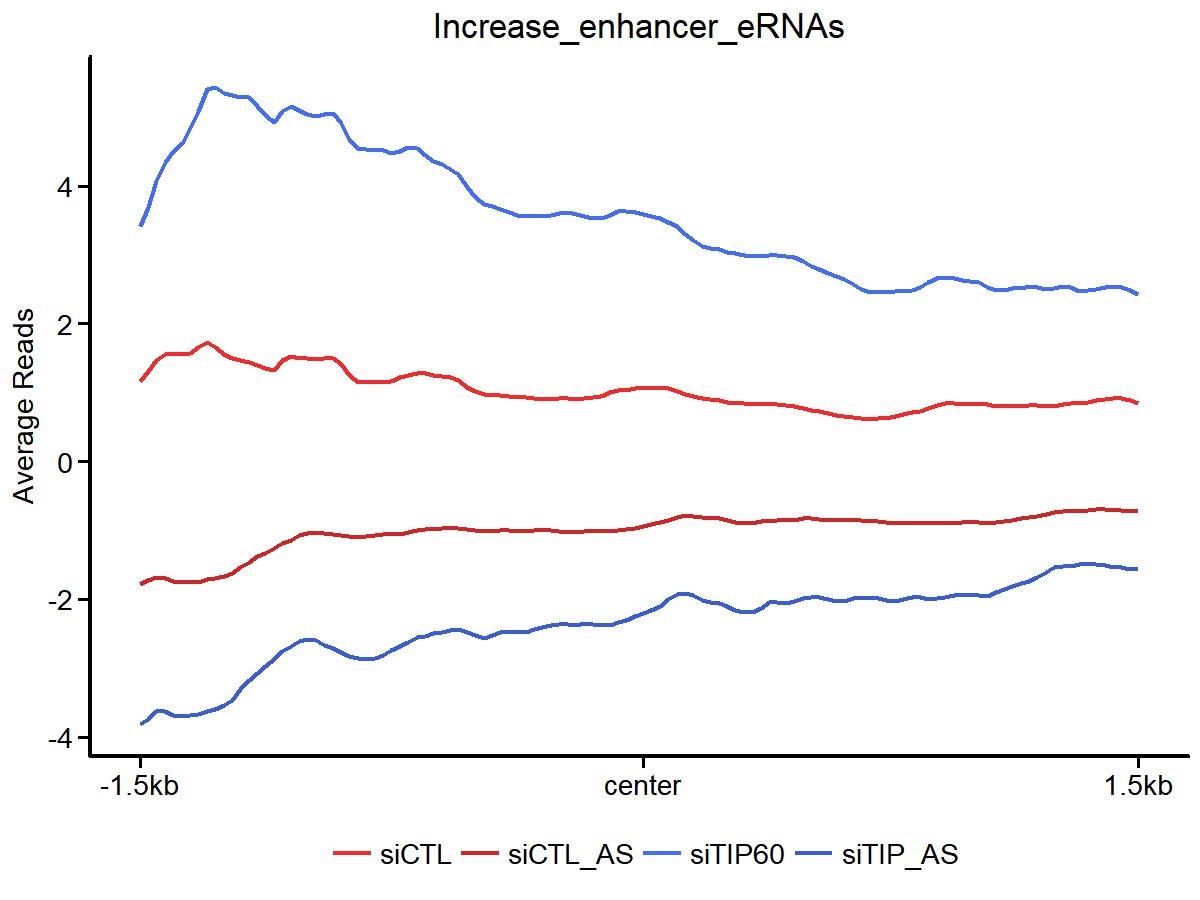 Increase_enhancer_eRNAs
Average Reads
4
2
0
-2
-4
-1.5kb center 1.5kb
siCTL siCTL_AS siTIP60 siTIP_AS